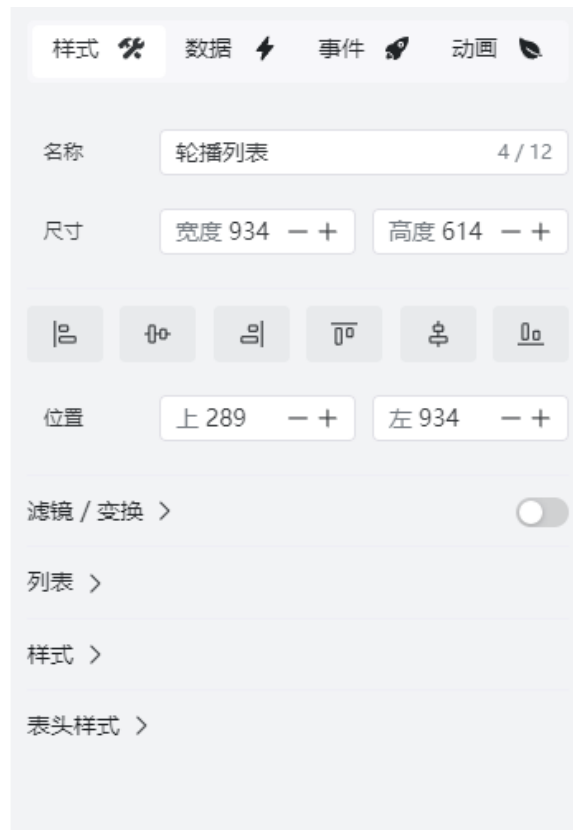 样式 数据 事件 动画
名称 轮播列表 4 / 12
尺寸 宽度 934 高度 614
位置 上 289 左 934
滤镜 / 变换
列表
样式
表头样式